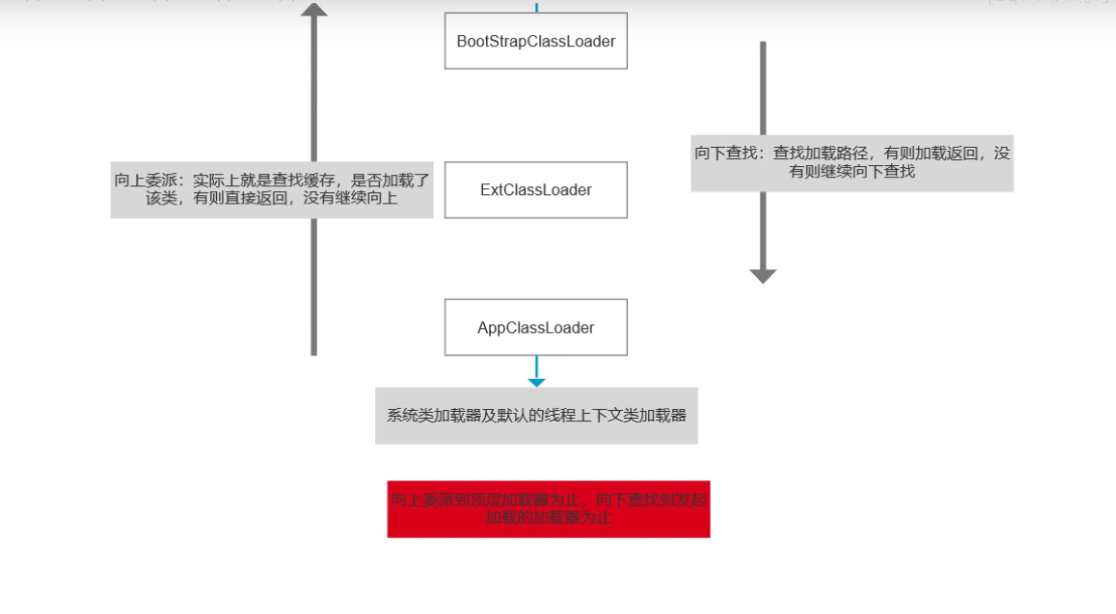 BootStrapClassLoader
向下查找：查找加载路径，有则加载返回，没
有则继续向下查找
向上委派：实际上就是查找缓存，是否加载了
该类，有则直接返回，没有继续向上
ExtClassLoader
AppClassLoader
系统类加载器及默认的线程上下文类加载器
向上委派到顶层加载器为止，向下查找到发起
加载的加载器为止